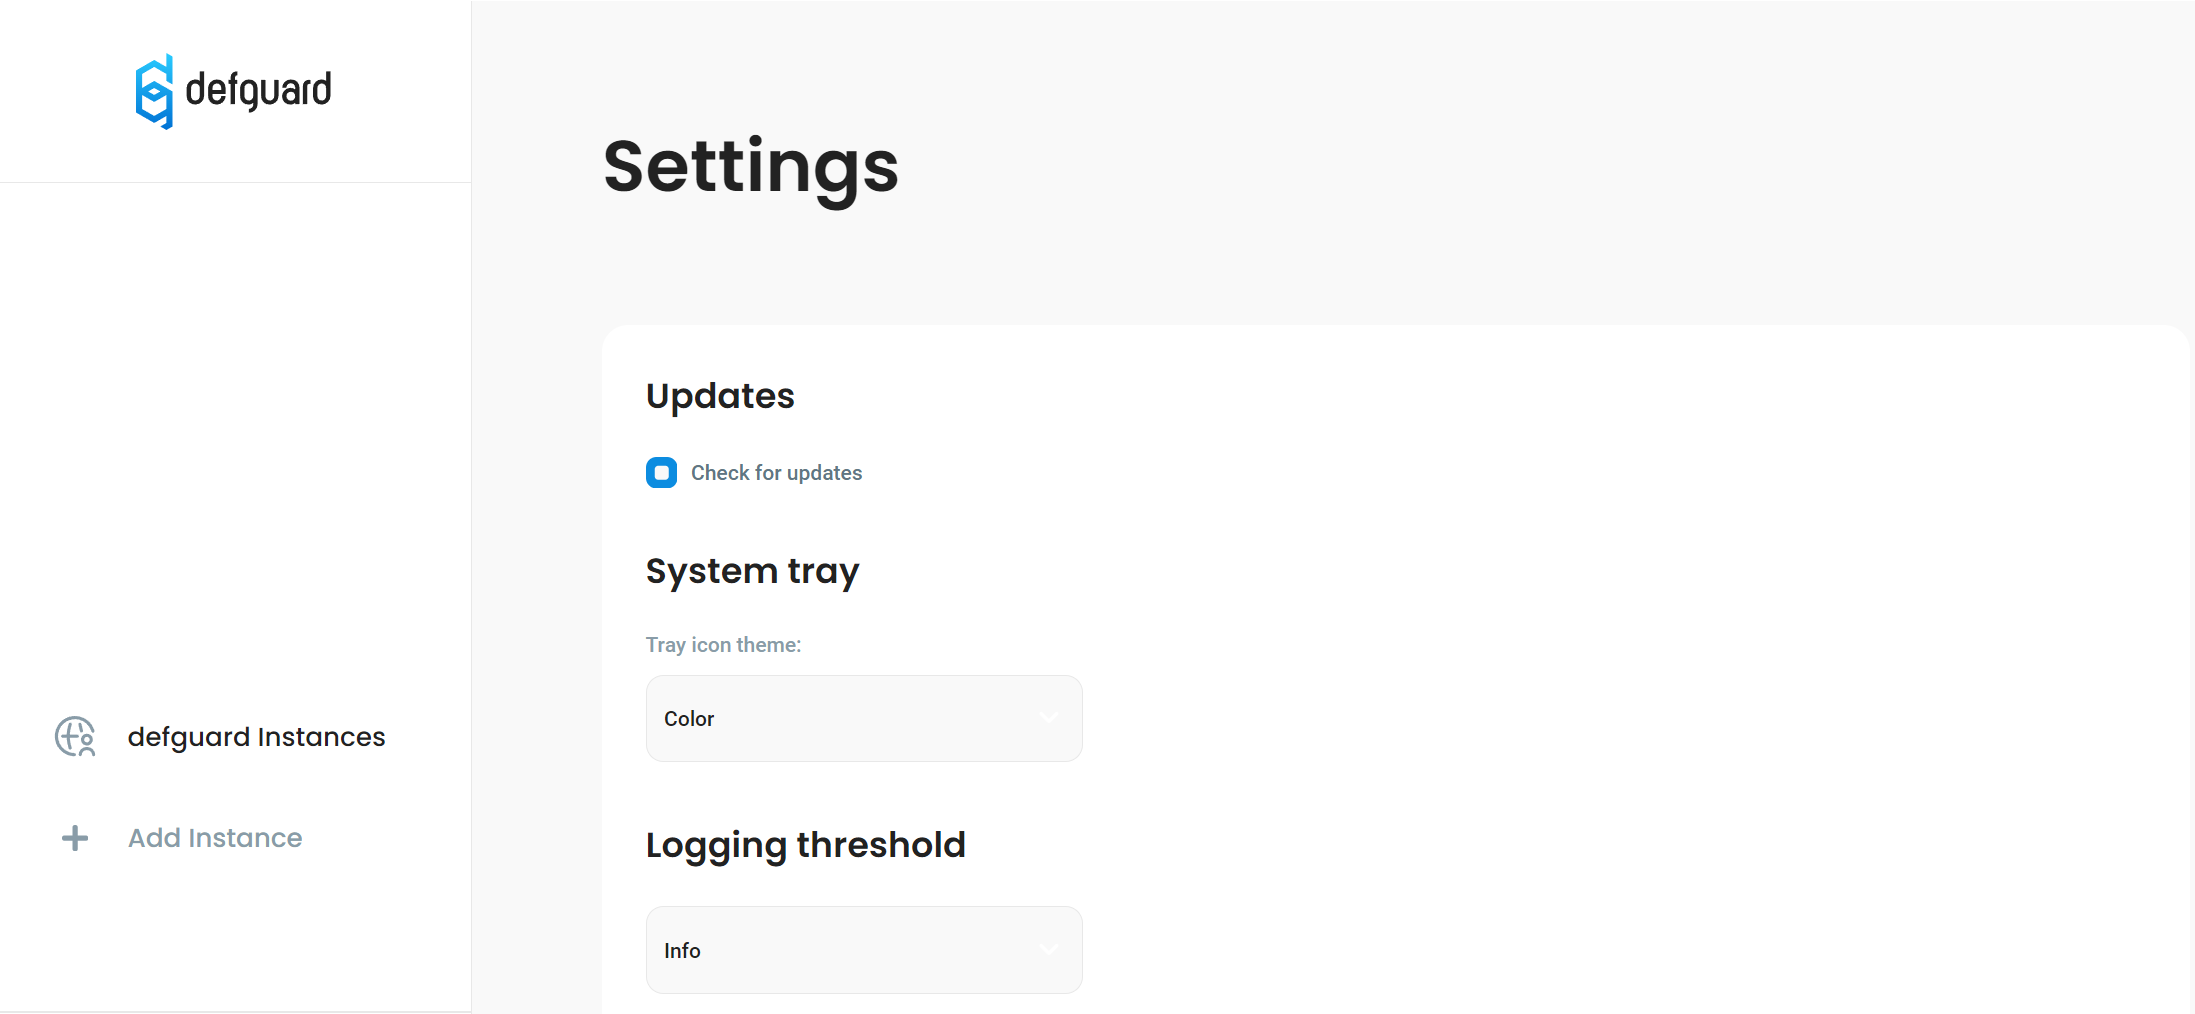 defguard
Settings
Updates
Check for updates
System tray
Tray icon theme:
Color
Logging threshold
Info
defguard Instances
Add Instance